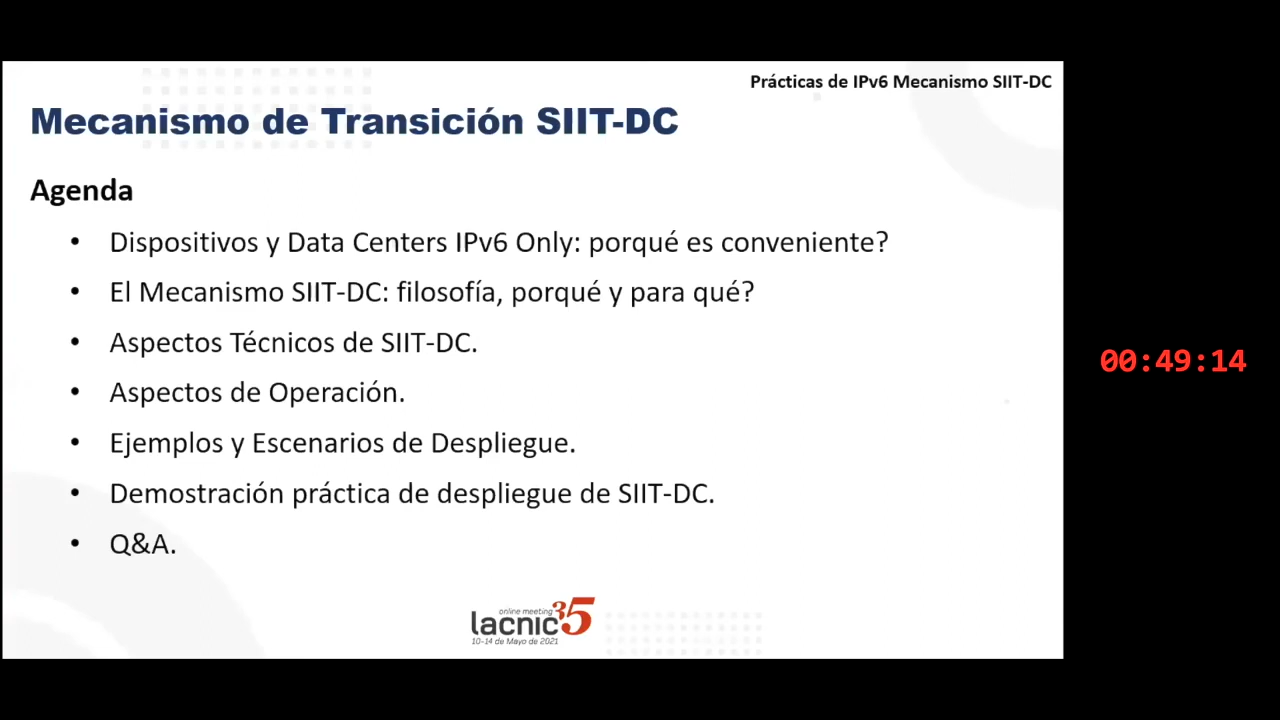 Prácticas de IPv6 Mecanismo SIIT-DC
Mecanismo de Transición SIIT-DC
Agenda
• Dispositivos y Data Centers IPv6 Only: porqué es conveniente?
• El Mecanismo SIIT-DC: filosofía, porqué y para qué?
• Aspectos Técnicos de SIIT-DC.
• Aspectos de Operación.
• Ejemplos y Escenarios de Despliegue.
• Demostración práctica de despliegue de SIIT-DC.
• Q&A.
00:49:14
online meeting
lacnic 35
10-14 de Mayo de 2021